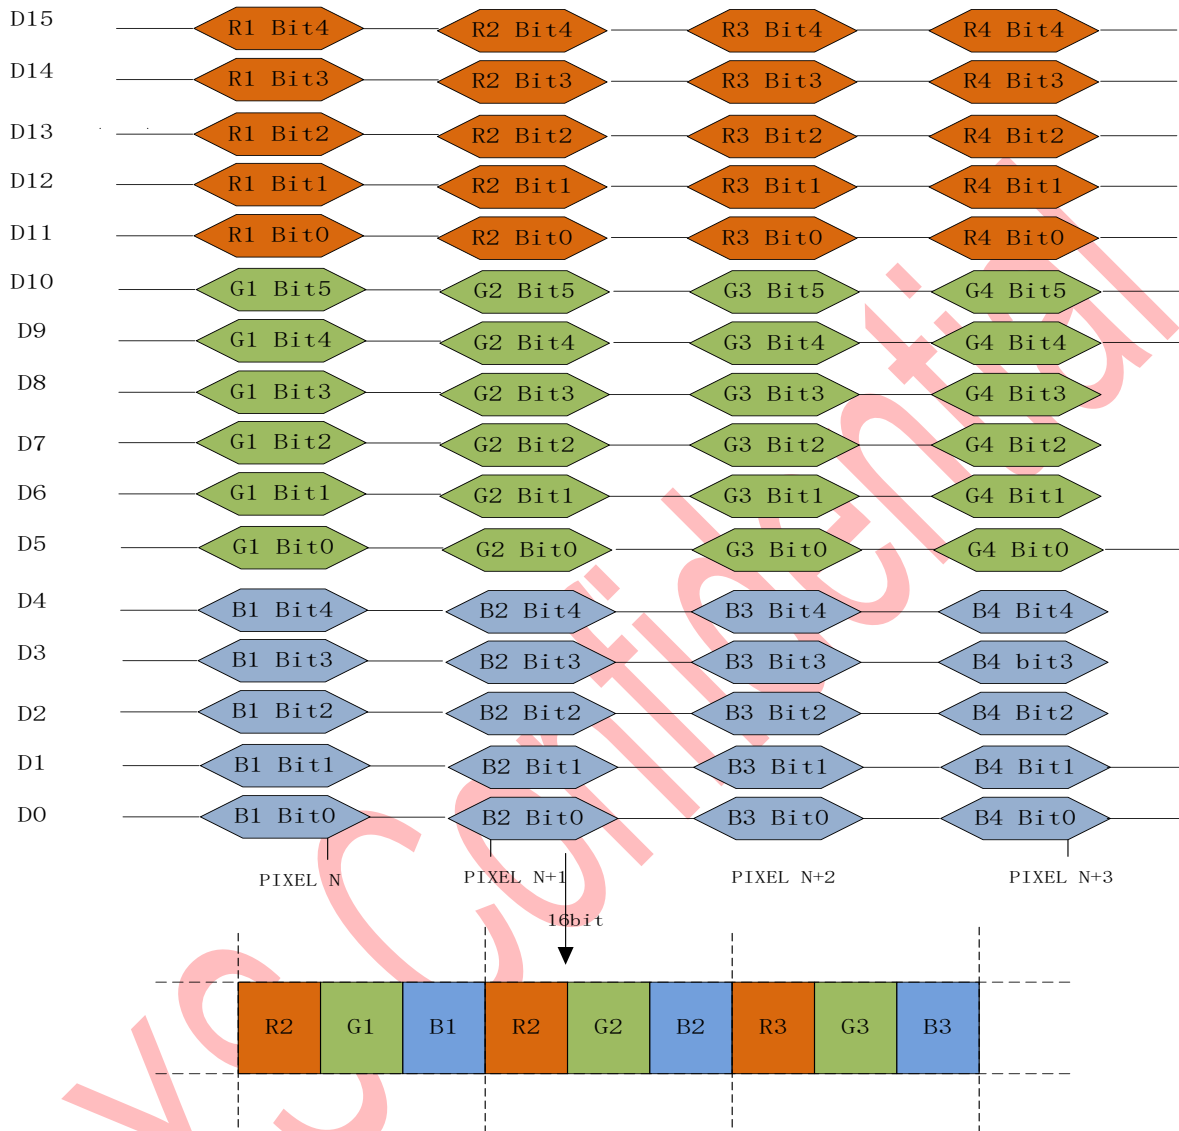 D15 R1 Bit4 R2 Bit4 R3 Bit4 R4 Bit4
D14 R1 Bit3 R2 Bit3 R3 Bit3 R4 Bit3
D13 R1 Bit2 R2 Bit2 R3 Bit2 R4 Bit2
D12 R1 Bit1 R2 Bit1 R3 Bit1 R4 Bit1
D11 R1 Bit0 R2 Bit0 R3 Bit0 R4 Bit0
D10 G1 Bit5 G2 Bit5 G3 Bit5 G4 Bit5
D9 G1 Bit4 G2 Bit4 G3 Bit4 G4 Bit4
D8 G1 Bit3 G2 Bit3 G3 Bit3 G4 Bit3
D7 G1 Bit2 G2 Bit2 G3 Bit2 G4 Bit2
D6 G1 Bit1 G2 Bit1 G3 Bit1 G4 Bit1
D5 G1 Bit0 G2 Bit0 G3 Bit0 G4 Bit0
D4 B1 Bit4 B2 Bit4 B3 Bit4 B4 Bit4
D3 B1 Bit3 B2 Bit3 B3 Bit3 B4 bit3
D2 B1 Bit2 B2 Bit2 B3 Bit2 B4 Bit2
D1 B1 Bit1 B2 Bit1 B3 Bit1 B4 Bit1
D0 B1 Bit0 B2 Bit0 B3 Bit0 B4 Bit0
PIXEL N PIXEL N+1 PIXEL N+2 PIXEL N+3
16bit
R2 G1 B1 R2 G2 B2 R3 G3 B3
Confidential